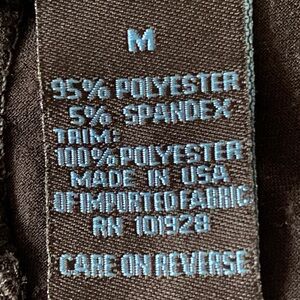 M
95% POLYESTER
5% SPANDEX
TRIM:
100% POLYESTER
MADE IN USA
OF IMPORTED FABRIC
RN 101928
CARE ON REVERSE